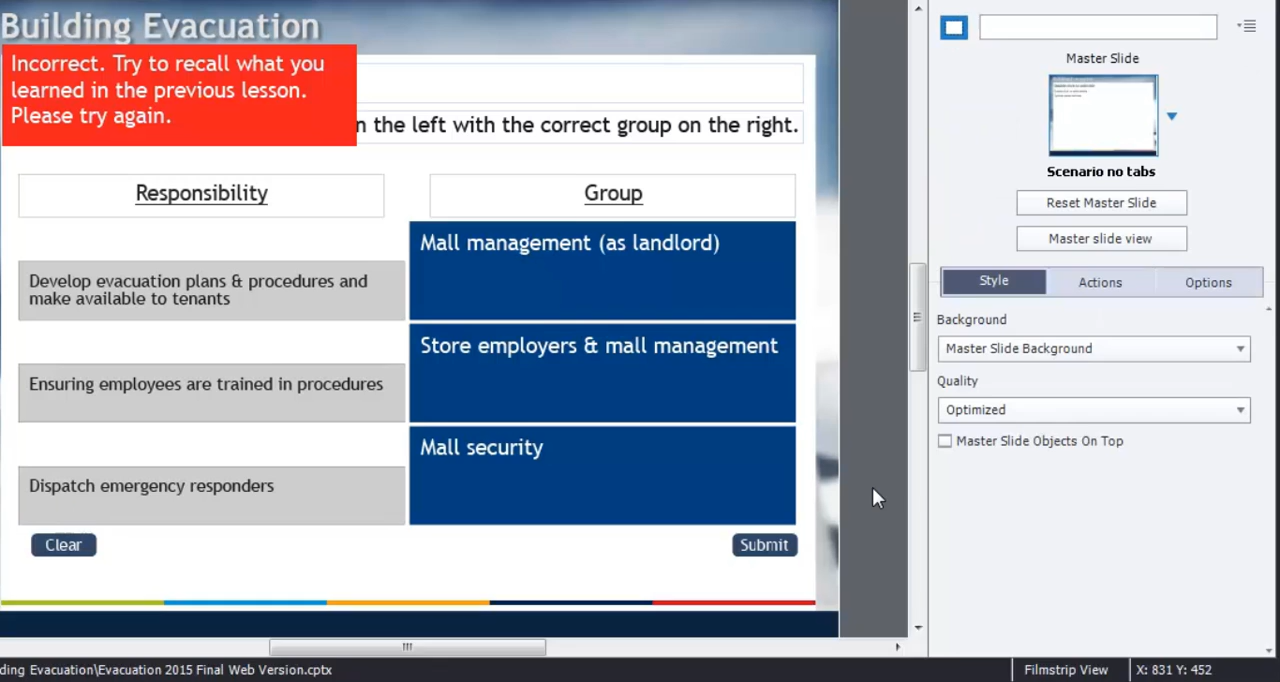 Building Evacuation
Incorrect. Try to recall what you
learned in the previous lesson.
Please try again.
n the left with the correct group on the right.
Responsibility
Group
Mall management (as landlord)
Develop evacuation plans & procedures and
make available to tenants
Store employers & mall management
Ensuring employees are trained in procedures
Mall security
Dispatch emergency responders
Clear
Submit
Master Slide
Scenario no tabs
Reset Master Slide
Master slide view
Style
Actions
Options
Background
Master Slide Background
Quality
Optimized
Master Slide Objects On Top
ding Evacuation\Evacuation 2015 Final Web Version.cptx
Filmstrip View
X: 831 Y: 452